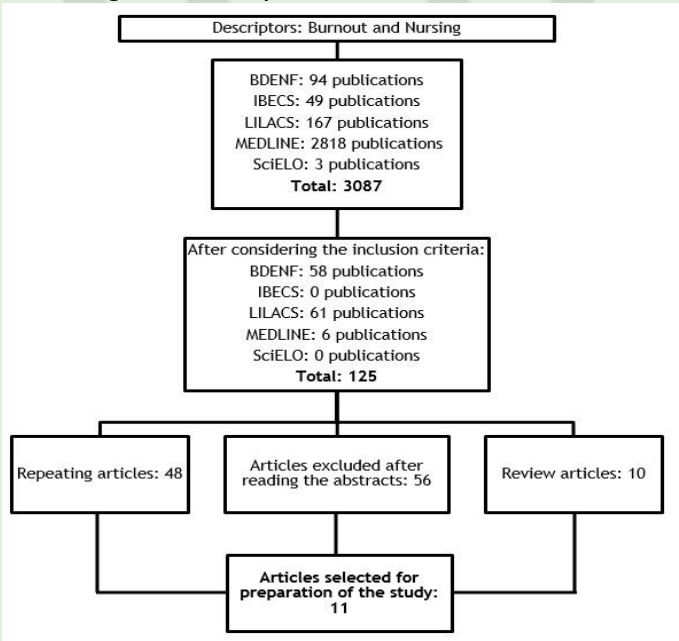 Descriptors: Burnout and Nursing
BDENF: 94 publications
IBECS: 49 publications
LILACS: 167 publications
MEDLINE: 2818 publications
SciELO: 3 publications
Total: 3087
After considering the inclusion criteria:
BDENF: 58 publications
IBECS: 0 publications
LILACS: 61 publications
MEDLINE: 6 publications
SciELO: 0 publications
Total: 125
Repeating articles: 48
Articles excluded after
reading the abstracts: 56
Review articles: 10
Articles selected for
preparation of the study:
11